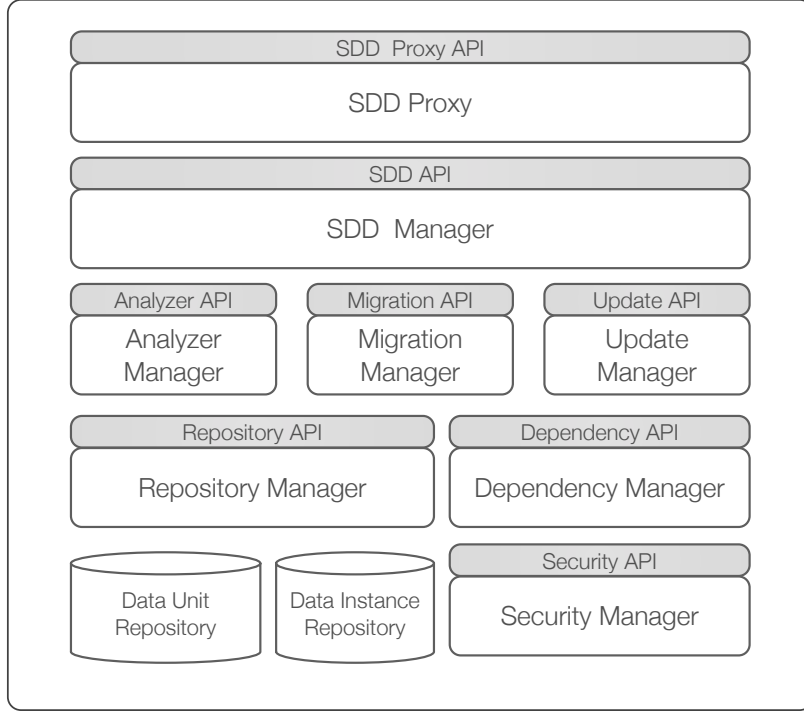 SDD Proxy API
SDD Proxy
SDD API
SDD Manager
Analyzer API
Analyzer
Manager
Migration API
Migration
Manager
Update API
Update
Manager
Repository API
Repository Manager
Dependency API
Dependency Manager
Data Unit
Repository
Data Instance
Repository
Security API
Security Manager